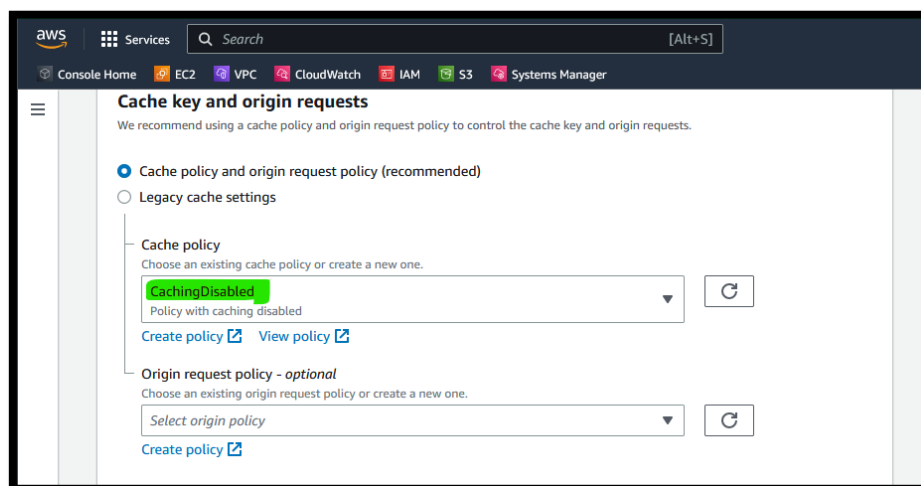 aws
Services
Search
[Alt+S]
Console Home
EC2
VPC
CloudWatch
IAM
S3
Systems Manager
Cache key and origin requests
We recommend using a cache policy and origin request policy to control the cache key and origin requests.
Cache policy and origin request policy (recommended)
Legacy cache settings
Cache policy
Choose an existing cache policy or create a new one.
CachingDisabled
Policy with caching disabled
Create policy
View policy
Origin request policy - optional
Choose an existing origin request policy or create a new one.
Select origin policy
Create policy